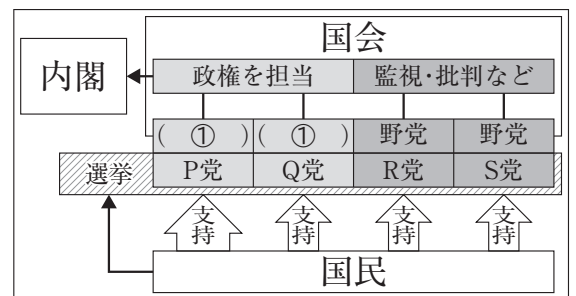 国会
内閣
政権を担当 監視・批判など
( ① ) ( ① ) 野党 野党
選挙 P党 Q党 R党 S党
支持 支持 支持 支持
国民